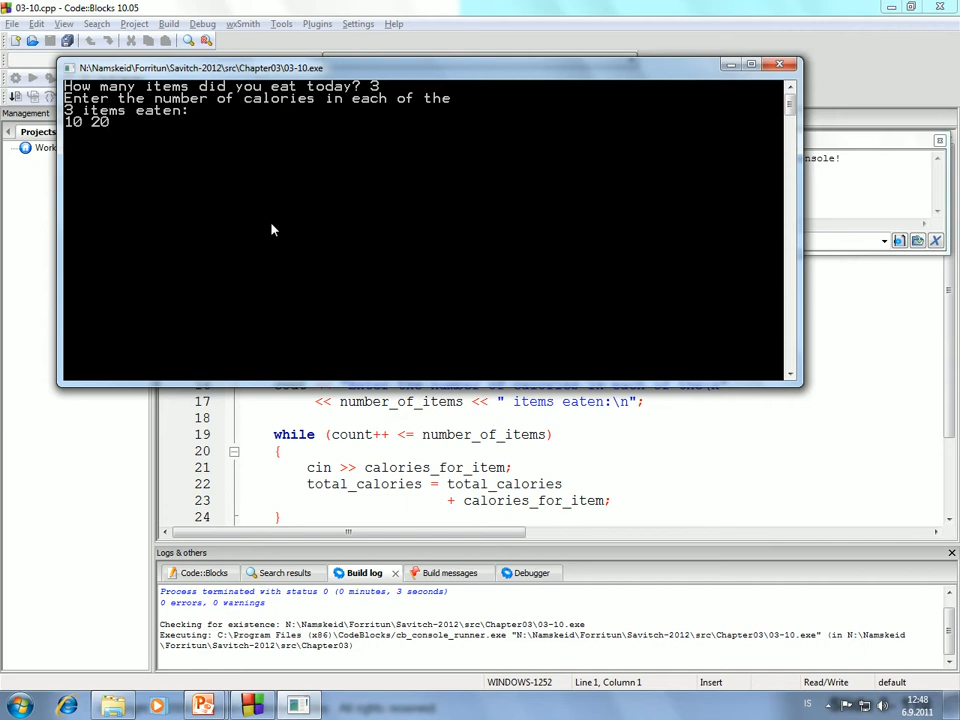 03-10.cpp - Code::Blocks 10.05
File Edit View Search Project Build Debug wxSmith Tools Plugins Settings Help
N:\Namskeid\Forritun\Savitch-2012\src\Chapter03\03-10.exe
How many items did you eat today? 3
Enter the number of calories in each of the
3 items eaten:
10 20
Management
Projects
Work
console!
17 << number_of_items << " items eaten:\n";
18
19 while (count++ <= number_of_items)
20 {
21 cin >> calories_for_item;
22 total_calories = total_calories
23 + calories_for_item;
24 }
Logs & others
Code::Blocks Search results Build log Build messages Debugger
Process terminated with status 0 (0 minutes, 3 seconds)
0 errors, 0 warnings
Checking for existence: N:\Namskeid\Forritun\Savitch-2012\src\Chapter03\03-10.exe
Executing: C:\Program Files (x86)\CodeBlocks/cb_console_runner.exe "N:\Namskeid\Forritun\Savitch-2012\src\Chapter03\03-10.exe" (in N:\Namskeid
\Forritun\Savitch-2012\src\Chapter03)
WINDOWS-1252 Line 1, Column 1 Insert Read/Write default
IS 12:48
6.9.2011